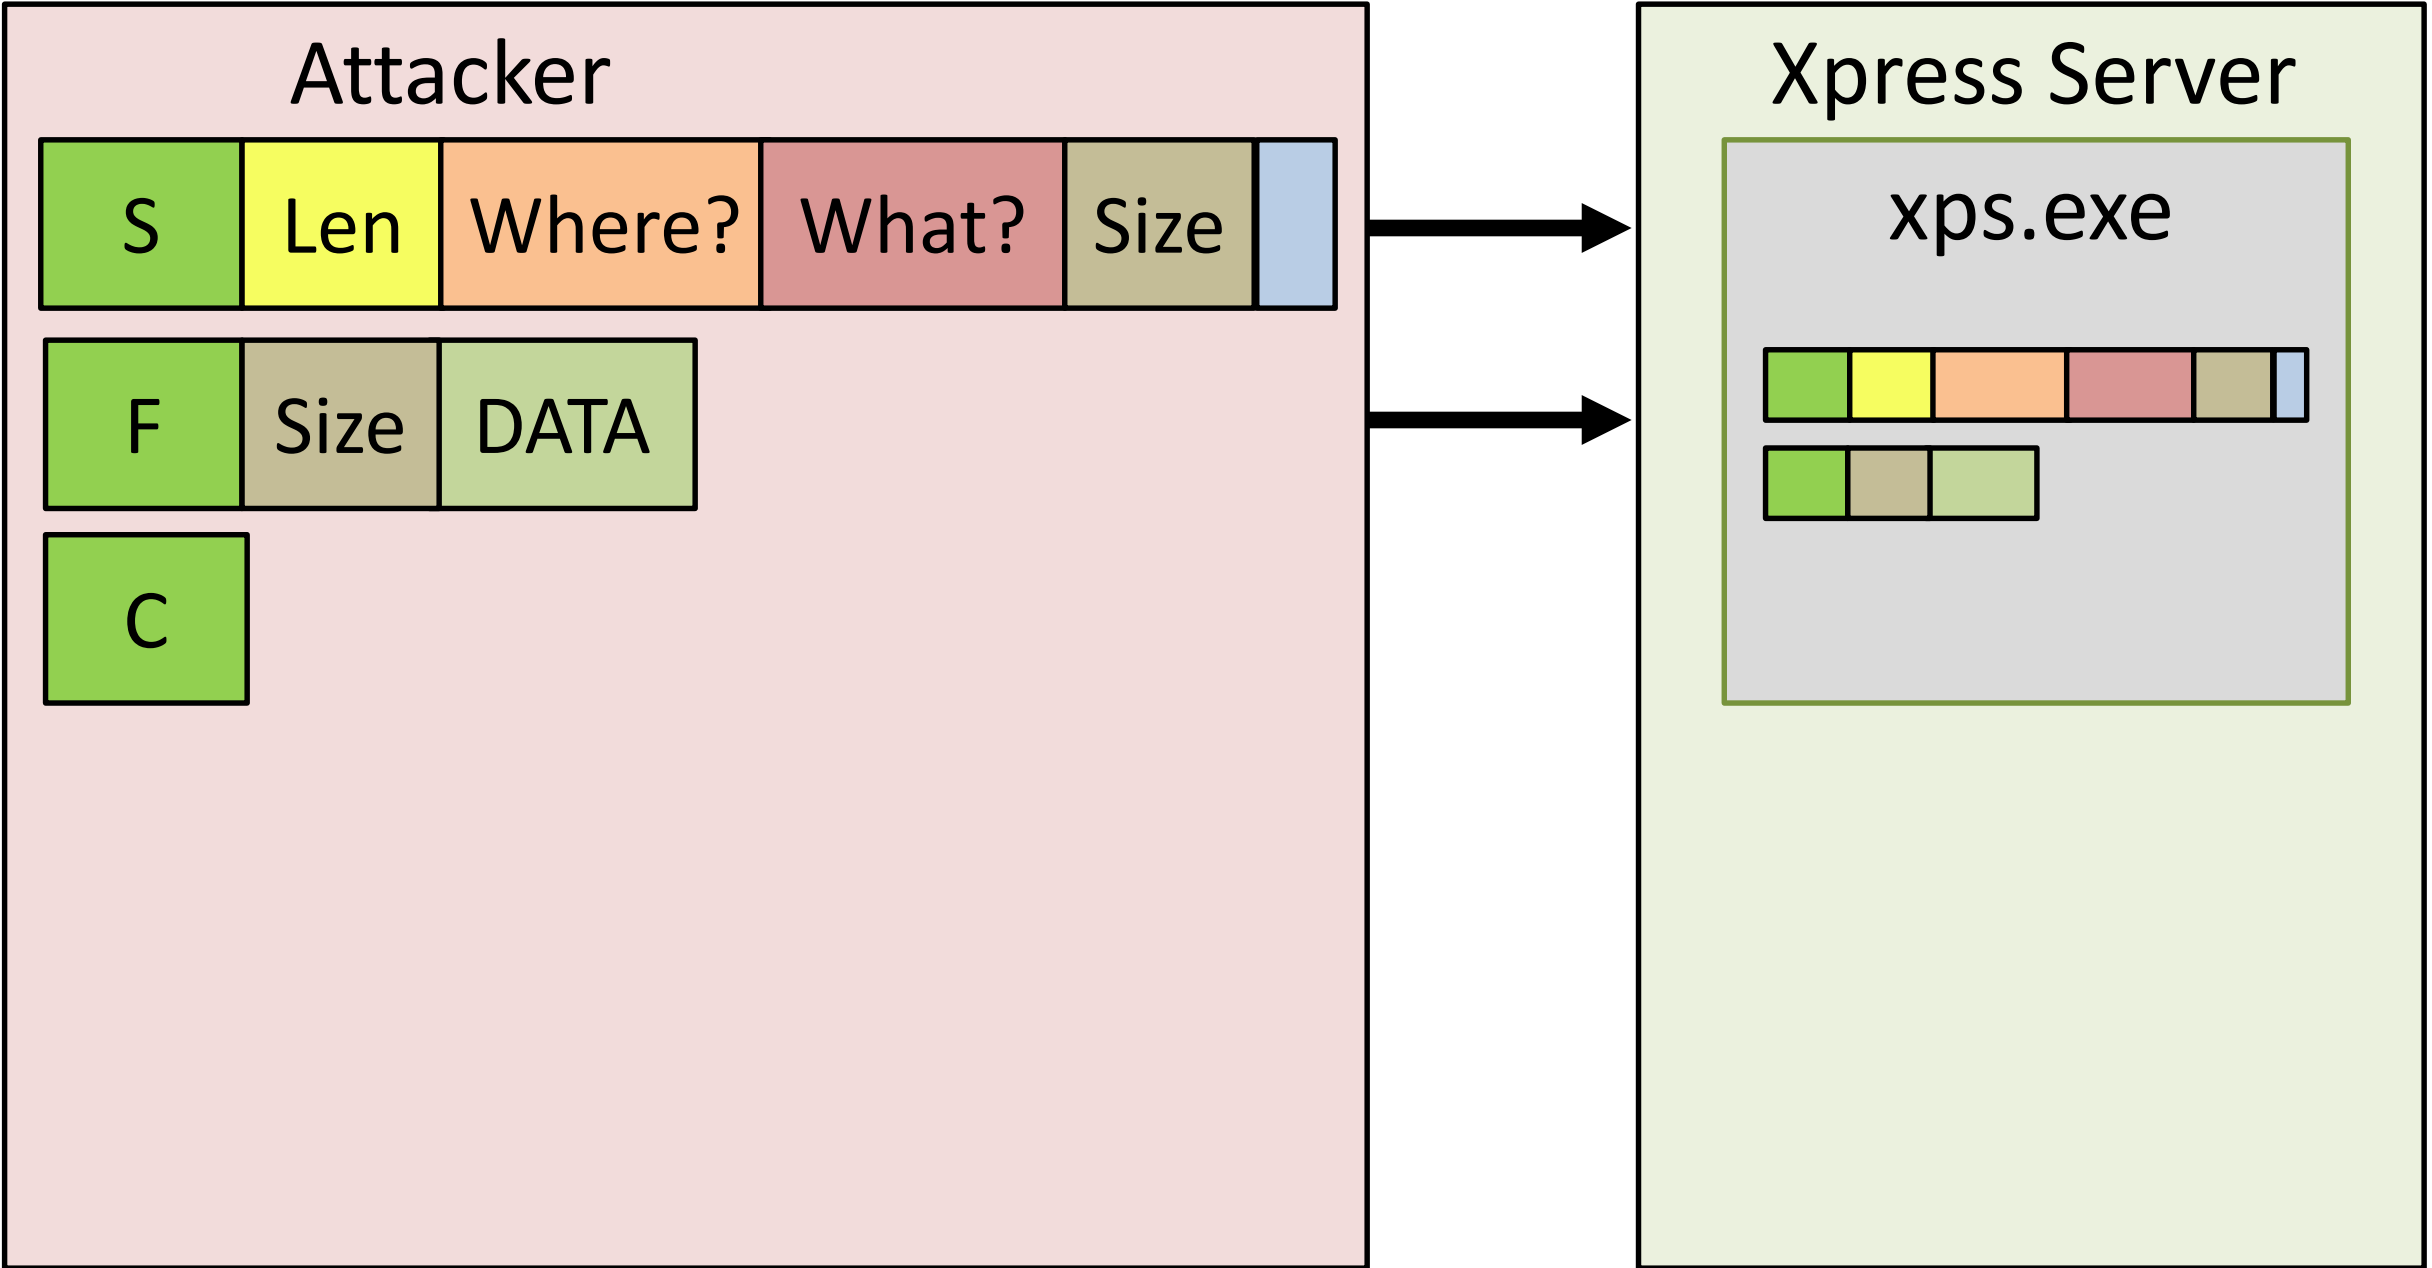 Attacker
S Len Where? What? Size
F Size DATA
C
Xpress Server
xps.exe